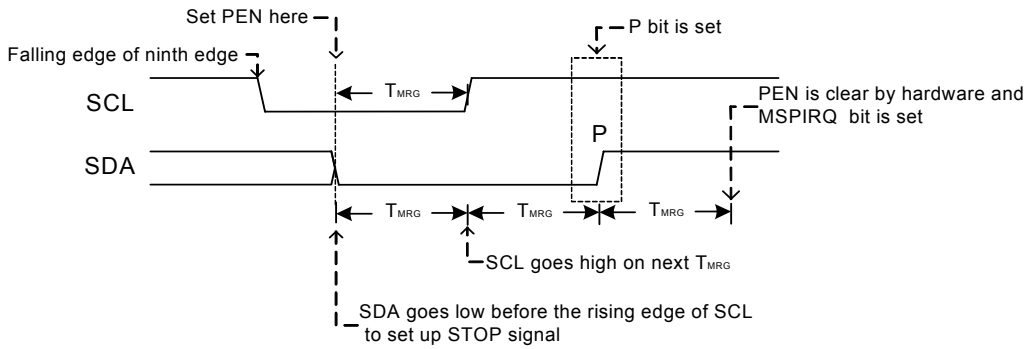 Set PEN here
P bit is set
Falling edge of ninth edge
TMRG
SCL
PEN is clear by hardware and
MSPIRQ bit is set
P
SDA
TMRG
TMRG
TMRG
SCL goes high on next TMRG
SDA goes low before the rising edge of SCL
to set up STOP signal